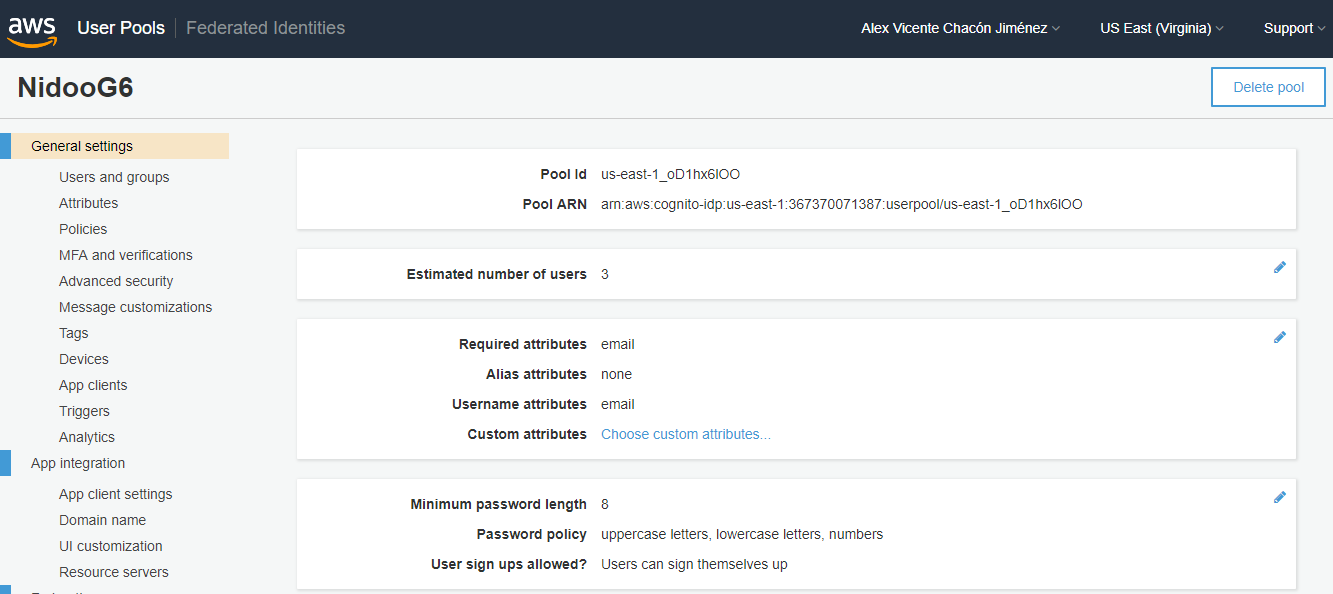 aws User Pools Federated Identities Alex Vicente Chacón Jiménez US East (Virginia) Support
NidooG6 Delete pool
General settings
Users and groups
Attributes
Policies
MFA and verifications
Advanced security
Message customizations
Tags
Devices
App clients
Triggers
Analytics
App integration
App client settings
Domain name
UI customization
Resource servers
Pool Id us-east-1_oD1hx6lOO
Pool ARN arn:aws:cognito-idp:us-east-1:367370071387:userpool/us-east-1_oD1hx6lOO
Estimated number of users 3
Required attributes email
Alias attributes none
Username attributes email
Custom attributes Choose custom attributes...
Minimum password length 8
Password policy uppercase letters, lowercase letters, numbers
User sign ups allowed? Users can sign themselves up